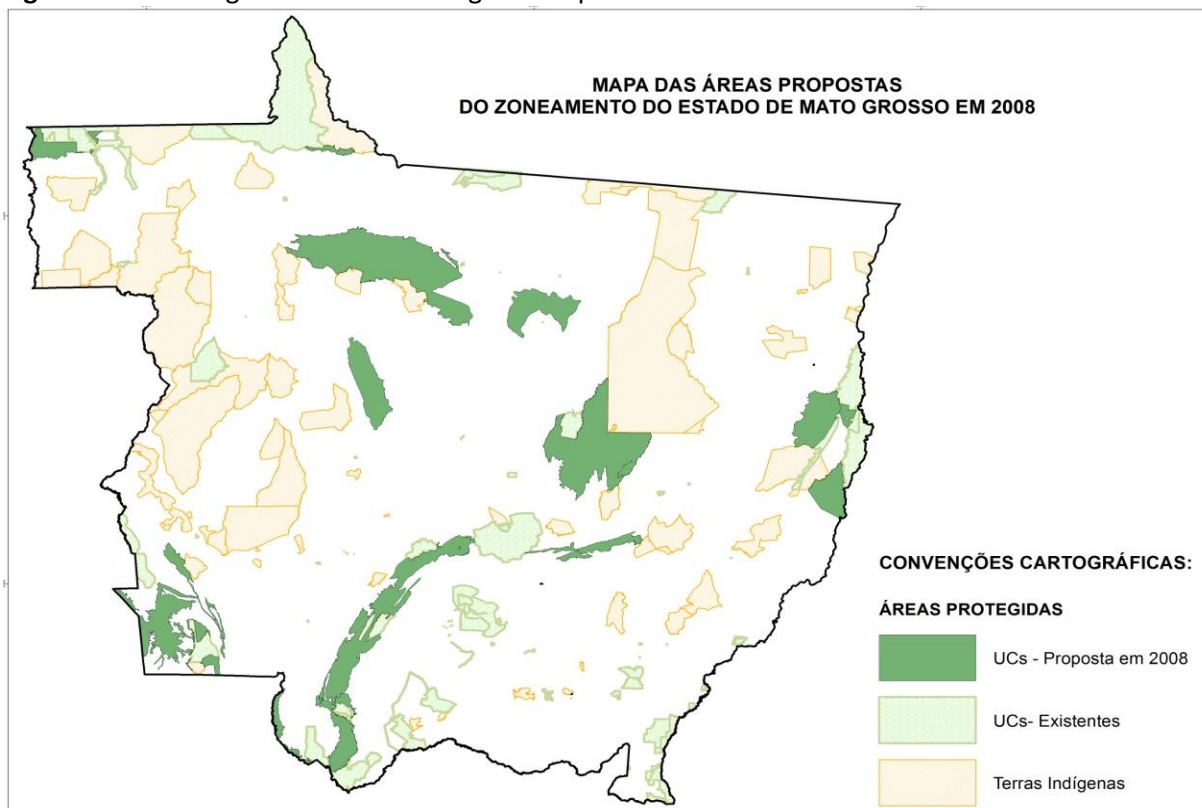 MAPA DAS ÁREAS PROPOSTAS
DO ZONEAMENTO DO ESTADO DE MATO GROSSO EM 2008
CONVENÇÕES CARTOGRÁFICAS:
ÁREAS PROTEGIDAS
UCs - Proposta em 2008
UCs- Existentes
Terras Indígenas